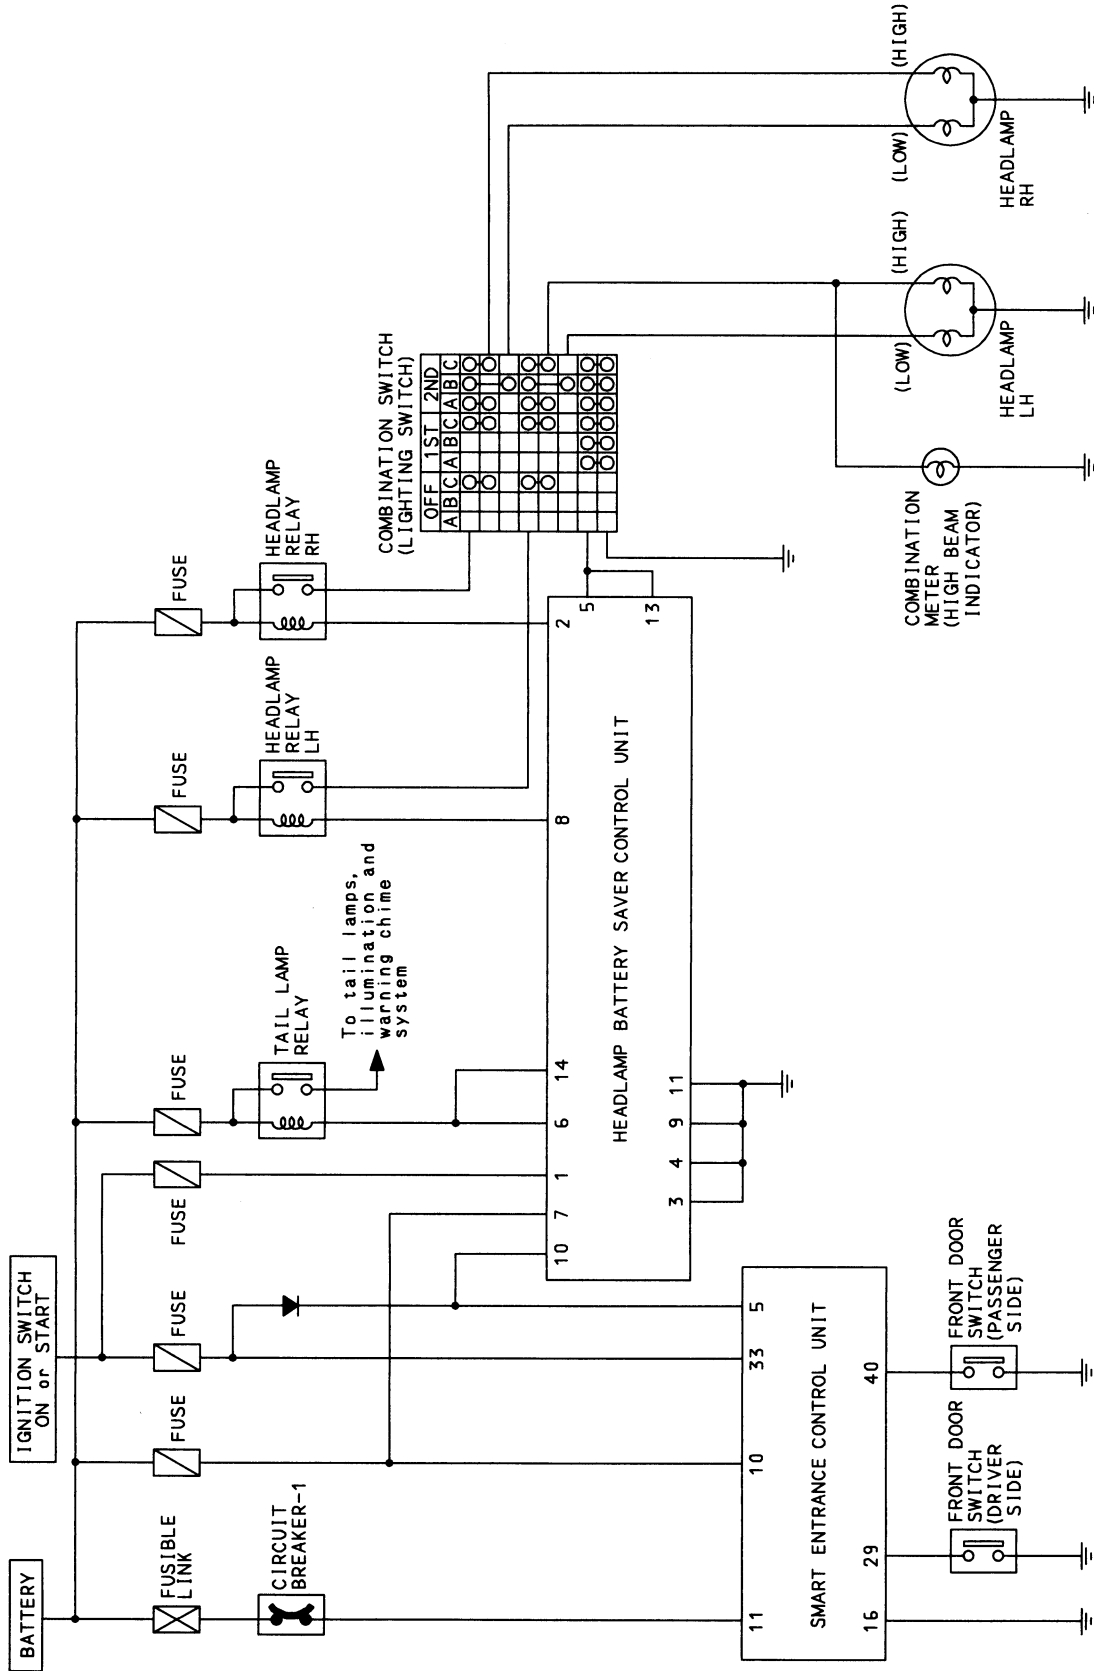 BATTERY
IGNITION SWITCH
ON or START
FUSIBLE
LINK
FUSE
FUSE
FUSE
FUSE
FUSE
FUSE
CIRCUIT
BREAKER-1
TAIL LAMP
RELAY
HEADLAMP
RELAY
LH
HEADLAMP
RELAY
RH
To tail lamps,
illumination and
warning chime
system
COMBINATION SWITCH
(LIGHTING SWITCH)
OFF 1ST 2ND
A B C A B C A B C
10 7 1 6 14 8 2
5
13
HEADLAMP BATTERY SAVER CONTROL UNIT
3 4 9 11
11 10 33 5
SMART ENTRANCE CONTROL UNIT
16 29 40
FRONT DOOR
SWITCH
(DRIVER
SIDE)
FRONT DOOR
SWITCH
(PASSENGER
SIDE)
COMBINATION
METER
(HIGH BEAM
INDICATOR)
(LOW) (HIGH)
HEADLAMP
LH
(LOW) (HIGH)
HEADLAMP
RH